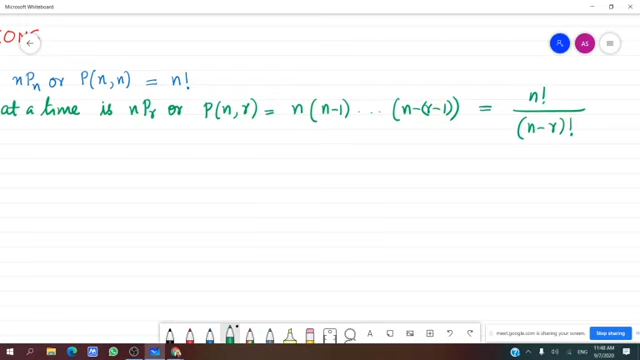 Microsoft Whiteboard
IONS
AS
nPn or P(n,n) = n!
at a time is nPr or P(n,r) = n(n-1) ... (n-(r-1)) = n!/(n-r)!
meet.google.com is sharing your screen. Stop sharing
ENG
11:48 AM
9/7/2020